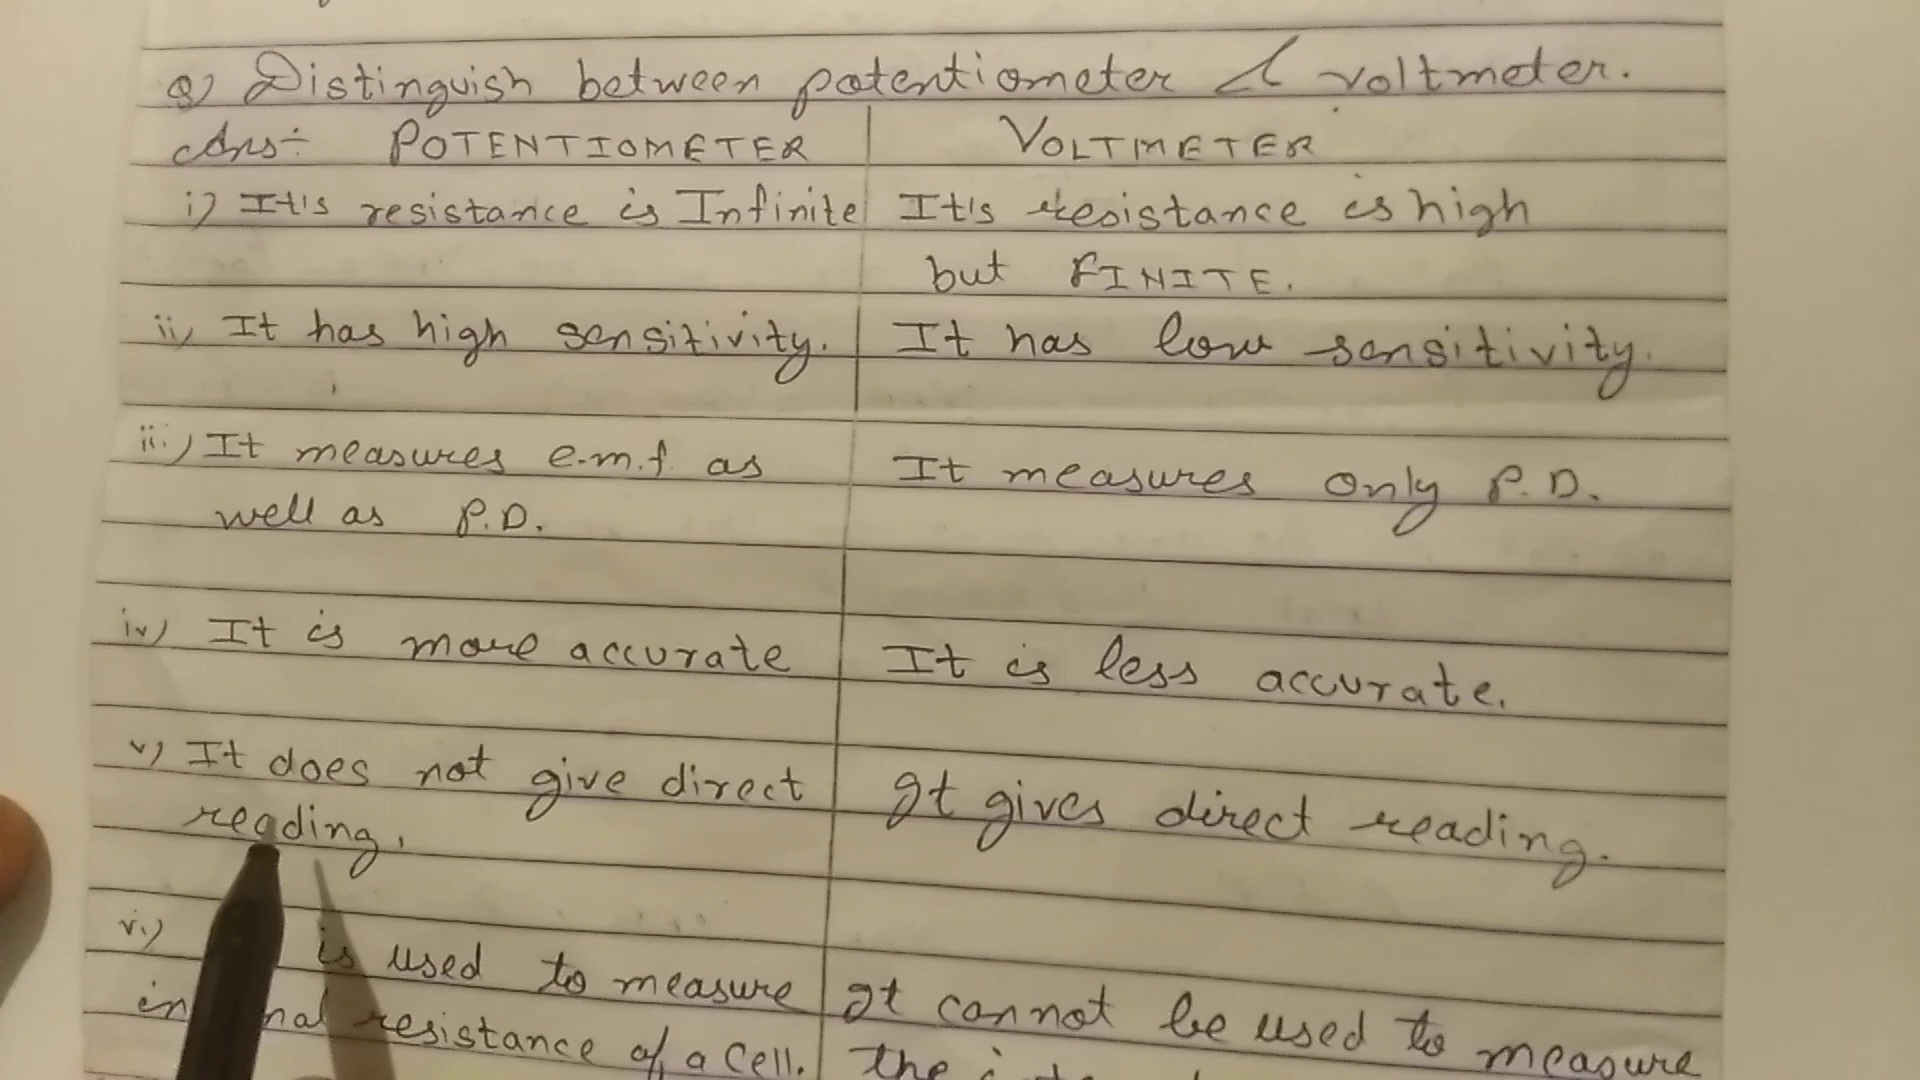 Q) Distinguish between potentiometer & voltmeter.
Ans÷ POTENTIOMETER
VOLTMETER
i) It's resistance is Infinite
It's resistance is high
but FINITE.
ii) It has high sensitivity.
It has low sensitivity.
iii) It measures e.m.f. as
well as P.D.
It measures only P.D.
iv) It is more accurate
It is less accurate.
v) It does not give direct
reading.
It gives direct reading.
vi) is used to measure
resistance of a cell.
It cannot be used to measure
the